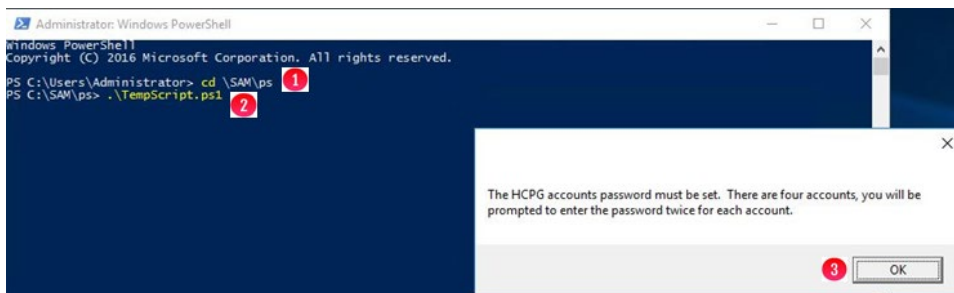 Administrator: Windows PowerShell
Windows PowerShell
Copyright (C) 2016 Microsoft Corporation. All rights reserved.
PS C:\Users\Administrator> cd \SAM\ps 1
PS C:\SAM\ps> .\TempScript.ps1 2
The HCPG accounts password must be set. There are four accounts, you will be
prompted to enter the password twice for each account.
3 OK